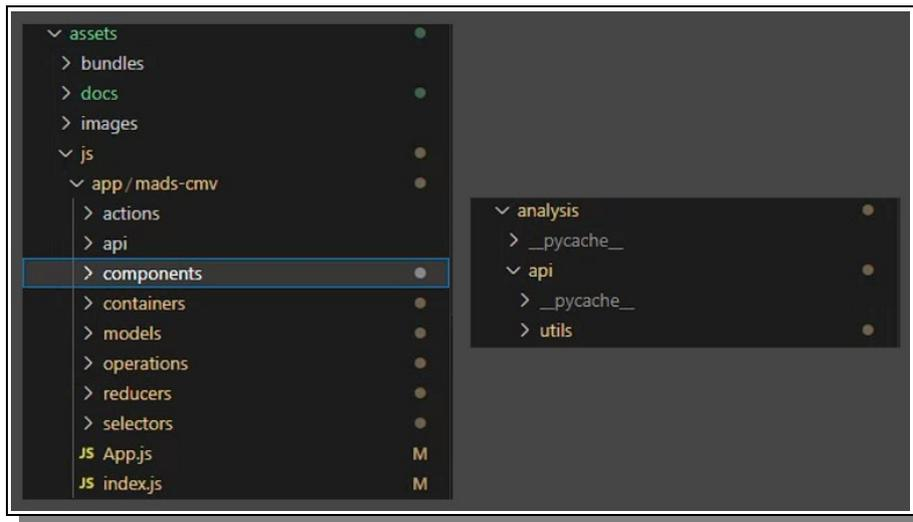 assets
bundles
docs
images
js
app / mads-cmv
actions
api
components
containers
models
operations
reducers
selectors
JS App.js M
JS index.js M
analysis
__pycache__
api
__pycache__
utils